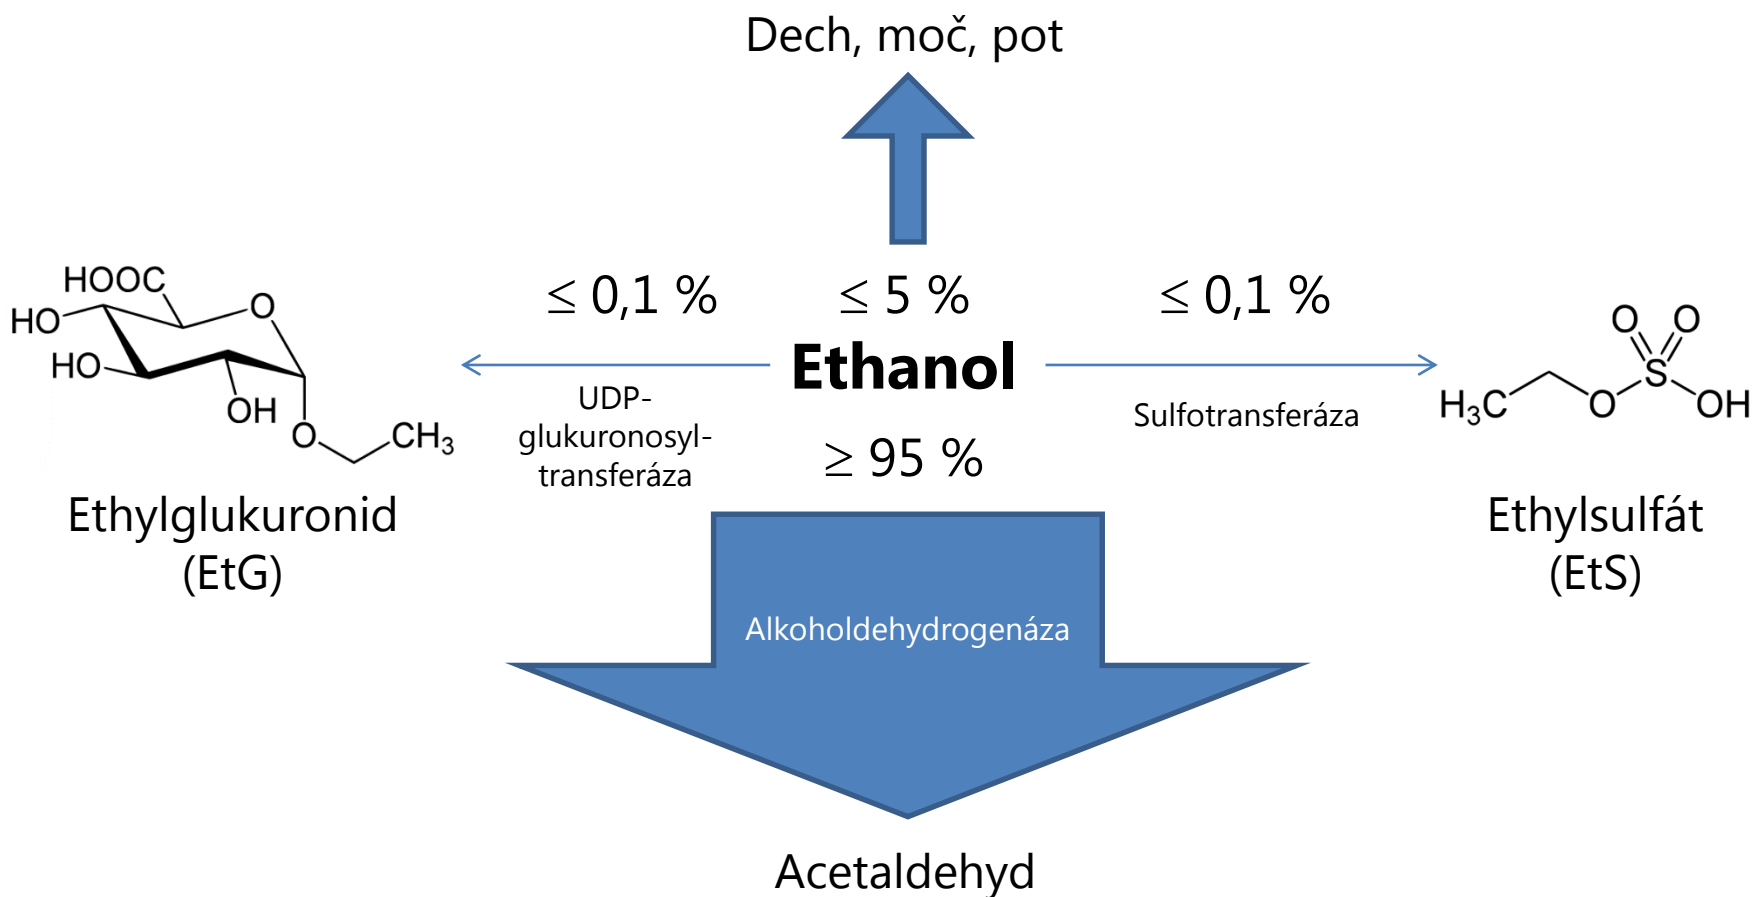 Dech, moč, pot
≤ 0,1 %
≤ 5 %
≤ 0,1 %
Ethanol
UDP-
glukuronosyl-
transferáza
Sulfotransferáza
≥ 95 %
HOOC
O
HO
HO
OH
O
CH3
Ethylglukuronid
(EtG)
O
O
S
H3C
O
OH
Ethylsulfát
(EtS)
Alkoholdehydrogenáza
Acetaldehyd